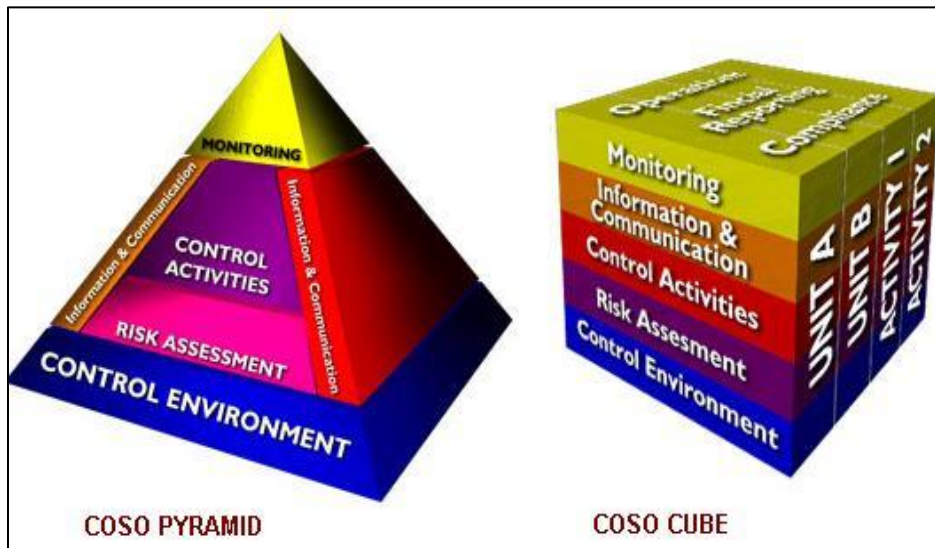 MONITORING
Information & Communication
Information & Communication
CONTROL
ACTIVITIES
RISK ASSESSMENT
CONTROL ENVIRONMENT
COSO PYRAMID
Operations
Fincial
Reporting
Compliance
Monitoring
Information &
Communication
Control Activities
Risk Assesment
Control Environment
UNIT A
UNIT B
ACTIVITY 1
ACTIVITY 2
COSO CUBE